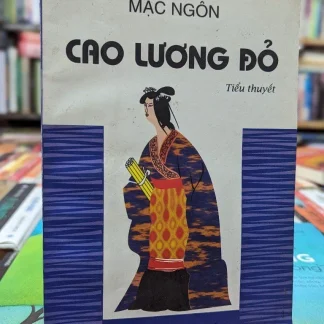 MẠC NGÔN
CAO LƯƠNG ĐỎ
Tiểu thuyết